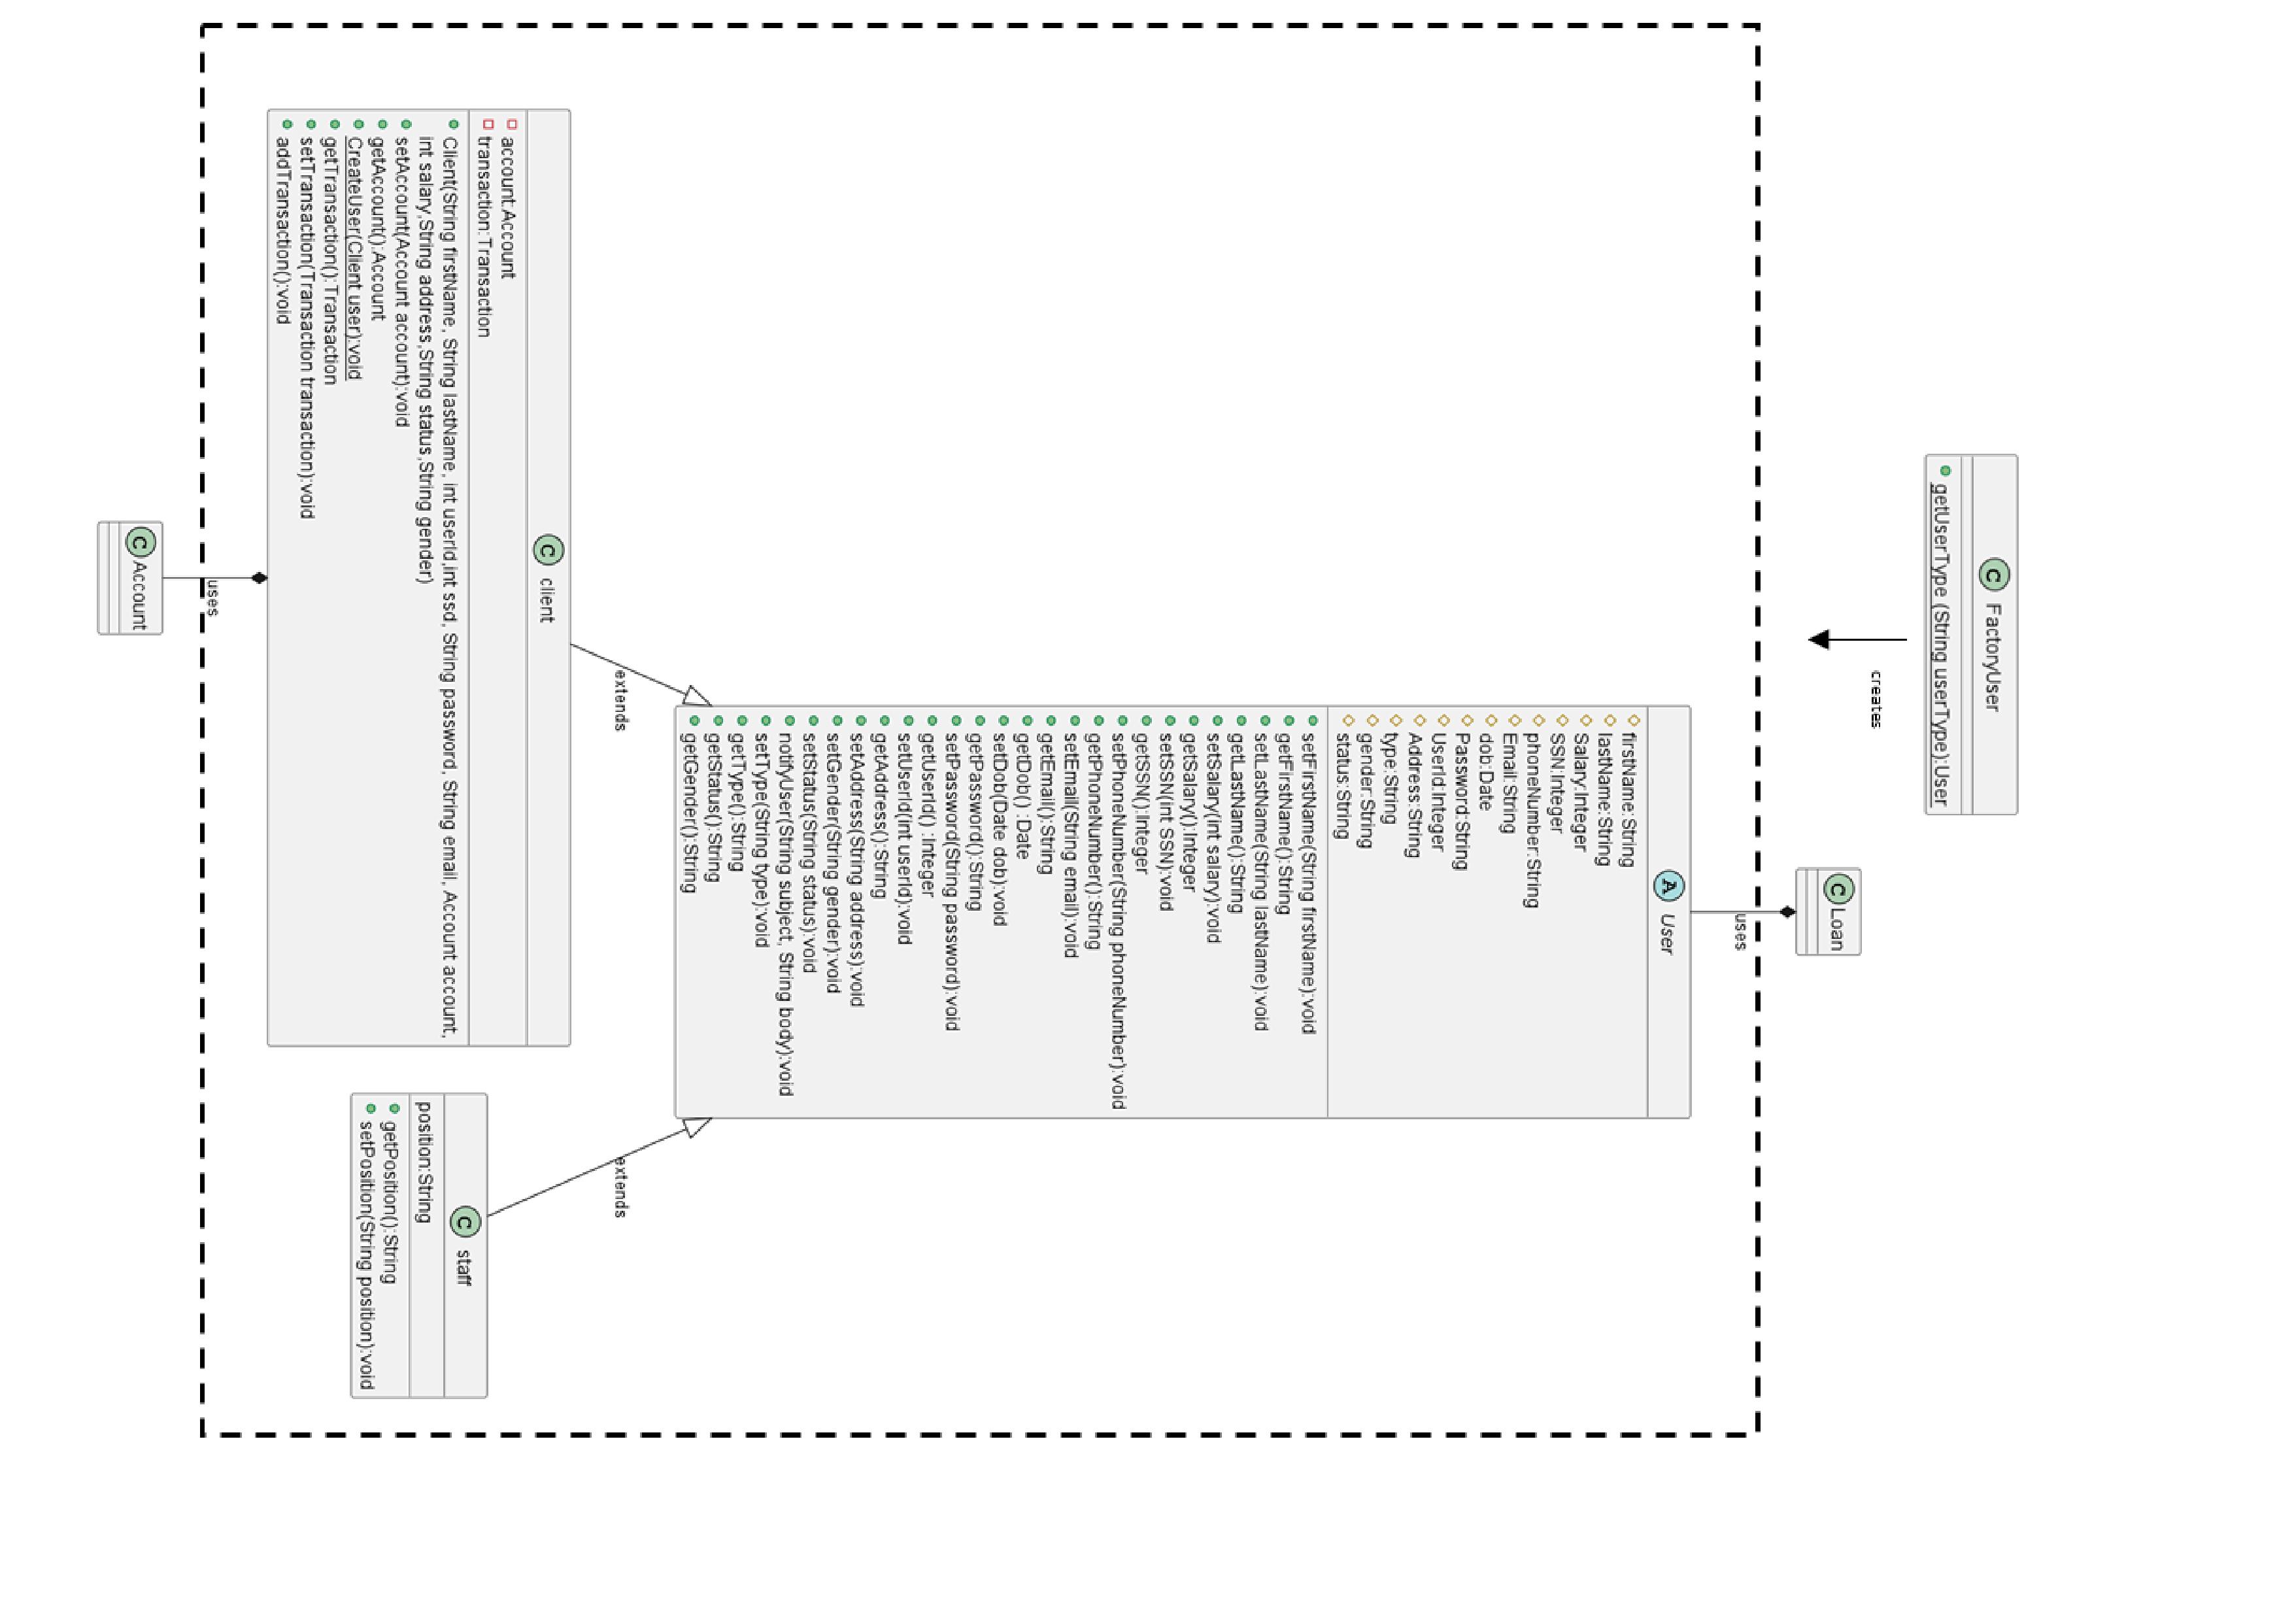 FactoryUser
getUserType (String userType):User
creates
Loan
uses
User
firstName:String
lastName:String
Salary:Integer
SSN:Integer
phoneNumber:String
Email:String
dob:Date
Password:String
UserId:Integer
Address:String
type:String
gender:String
status:String
setFirstName(String firstName):void
getFirstName():String
setLastName(String lastName):void
getLastName():String
setSalary(int salary):void
getSalary():Integer
setSSN(int SSN):void
getSSN():Integer
setPhoneNumber(String phoneNumber):void
getPhoneNumber():String
setEmail(String email):void
getEmail():String
getDob() :Date
setDob(Date dob):void
getPassword():String
setPassword(String password):void
getUserId() :Integer
setUserId(int userId):void
getAddress():String
setAddress(String address):void
setGender(String gender):void
setStatus(String status):void
notifyUser(String subject, String body):void
setType(String type):void
getType():String
getStatus():String
getGender():String
extends
extends
client
account:Account
transaction:Transaction
Client(String firstName, String lastName, int userId,int ssd, String password, String email, Account account,
int salary,String address,String status,String gender)
setAccount(Account account):void
getAccount():Account
CreateUser(Client user):void
getTransaction():Transaction
setTransaction(Transaction transaction):void
addTransaction():void
staff
position:String
getPosition():String
setPosition(String position):void
uses
Account